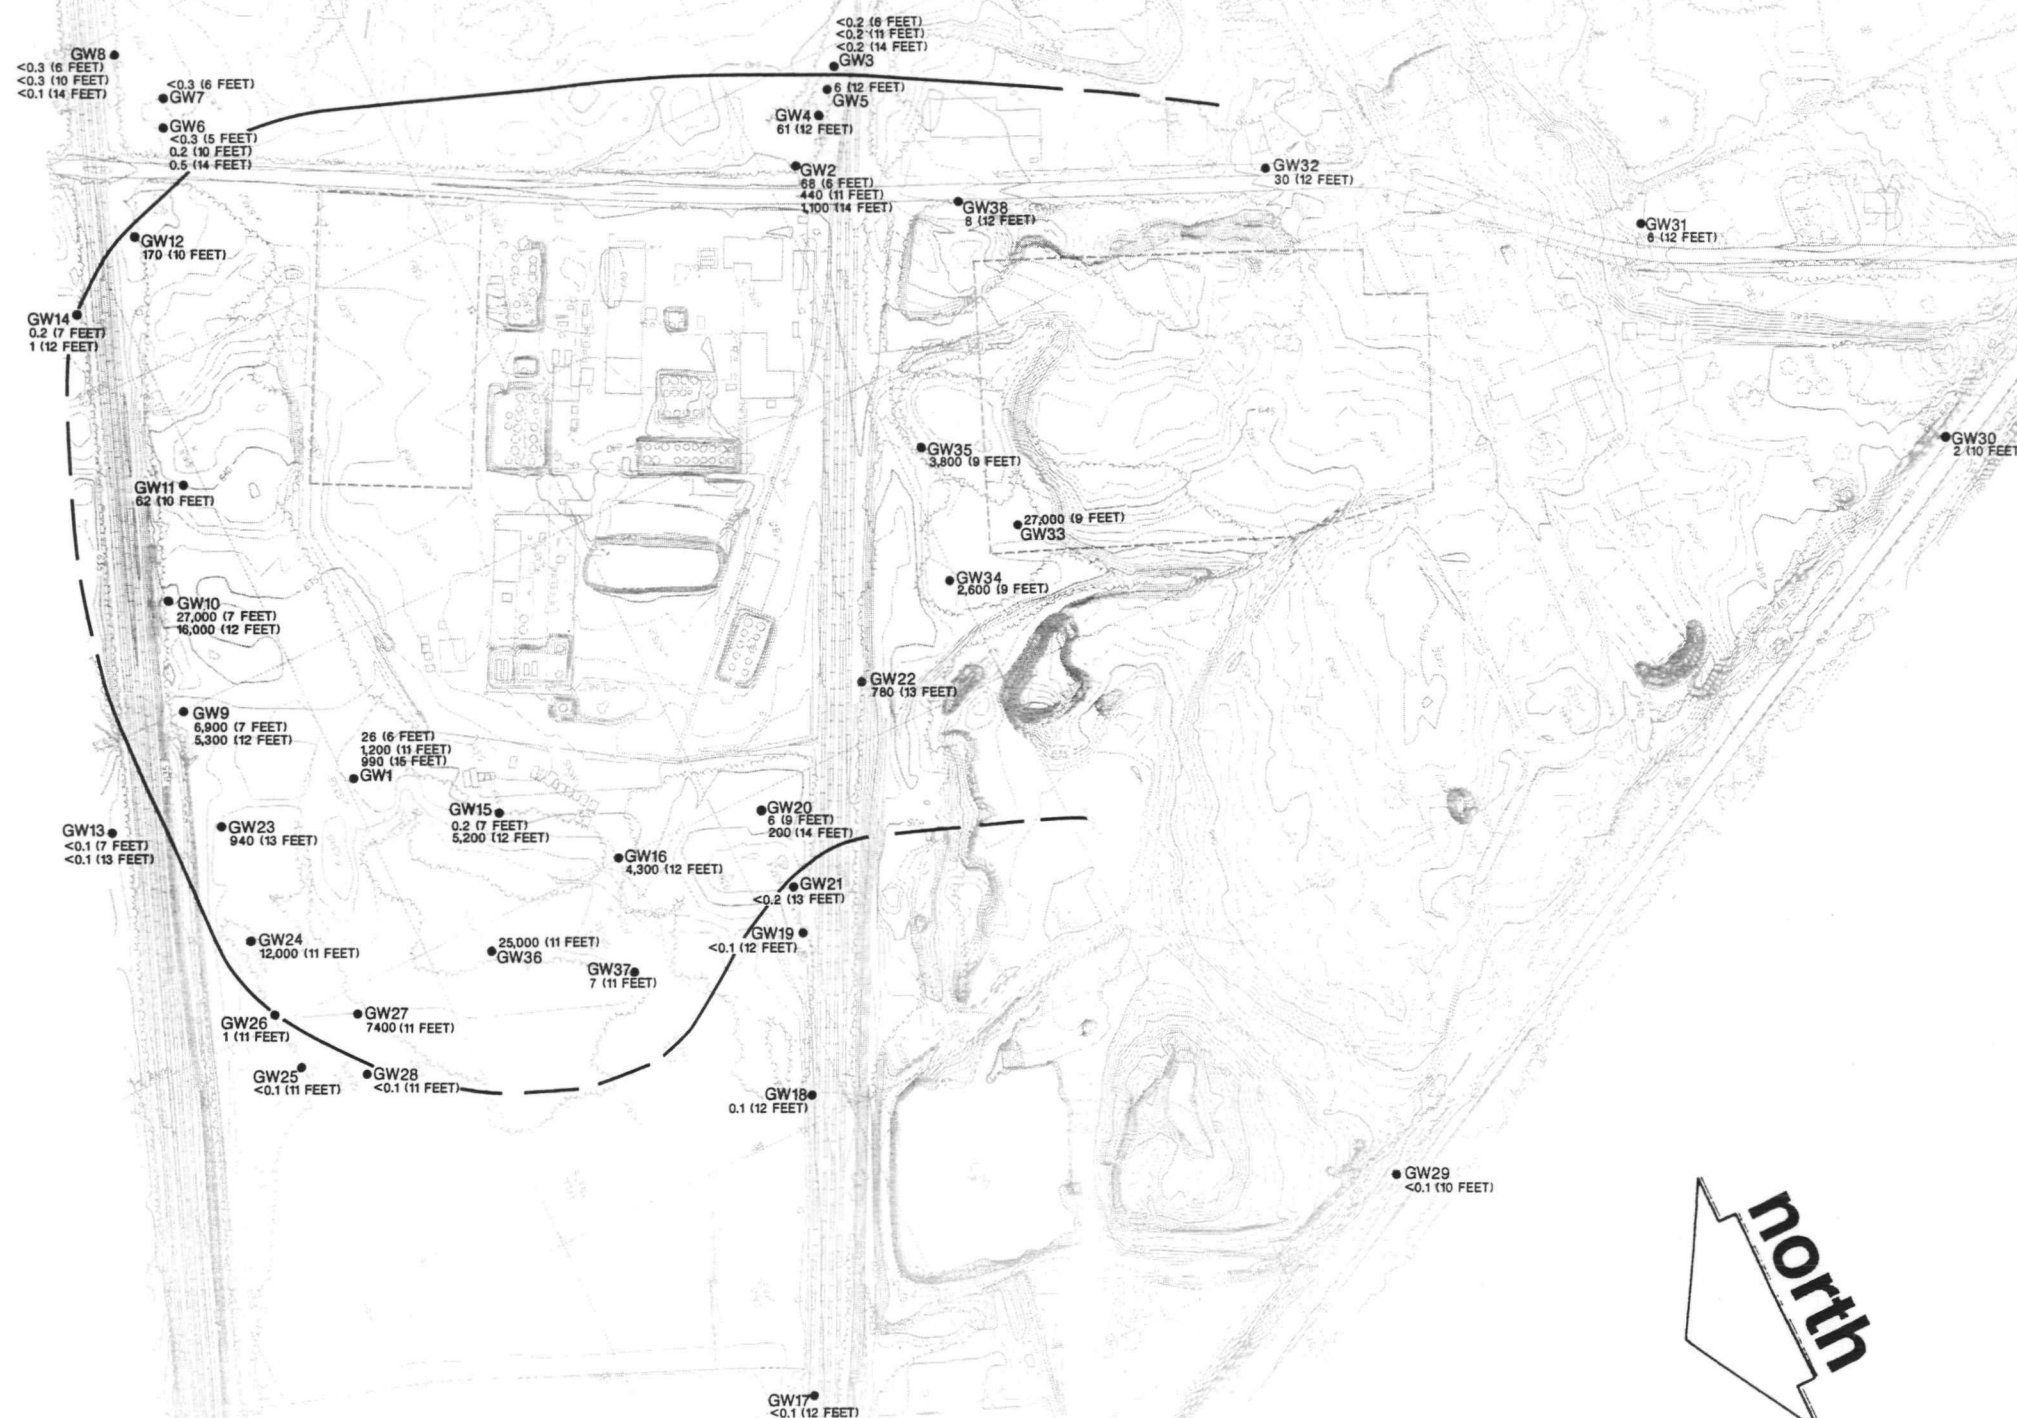 <0.2 (6 FEET)
<0.2 (11 FEET)
<0.2 (14 FEET)
GW3
GW8
<0.3 (6 FEET)
<0.3 (10 FEET)
<0.1 (14 FEET)
<0.3 (6 FEET)
GW7
6 (12 FEET)
GW5
GW4
61 (12 FEET)
GW6
<0.3 (5 FEET)
0.2 (10 FEET)
0.5 (14 FEET)
GW2
68 (6 FEET)
440 (11 FEET)
1,100 (14 FEET)
GW32
30 (12 FEET)
GW38
8 (12 FEET)
GW31
6 (12 FEET)
GW12
170 (10 FEET)
GW14
0.2 (7 FEET)
1 (12 FEET)
GW30
2 (10 FEET
GW35
3,800 (9 FEET)
GW11
62 (10 FEET)
27,000 (9 FEET)
GW33
GW34
2,600 (9 FEET)
GW10
27,000 (7 FEET)
16,000 (12 FEET)
GW22
780 (13 FEET)
GW9
6,900 (7 FEET)
5,300 (12 FEET)
26 (6 FEET)
1,200 (11 FEET)
990 (15 FEET)
GW1
GW15
0.2 (7 FEET)
5,200 (12 FEET)
GW20
6 (9 FEET)
200 (14 FEET)
GW13
<0.1 (7 FEET)
<0.1 (13 FEET)
GW23
940 (13 FEET)
GW16
4,300 (12 FEET)
GW21
<0.2 (13 FEET)
GW19
<0.1 (12 FEET)
GW24
12,000 (11 FEET)
25,000 (11 FEET)
GW36
GW37
7 (11 FEET)
GW26
1 (11 FEET)
GW27
7400 (11 FEET)
GW25
<0.1 (11 FEET)
GW28
<0.1 (11 FEET)
GW18
0.1 (12 FEET)
GW29
<0.1 (10 FEET)
north
GW17
<0.1 (12 FEET)